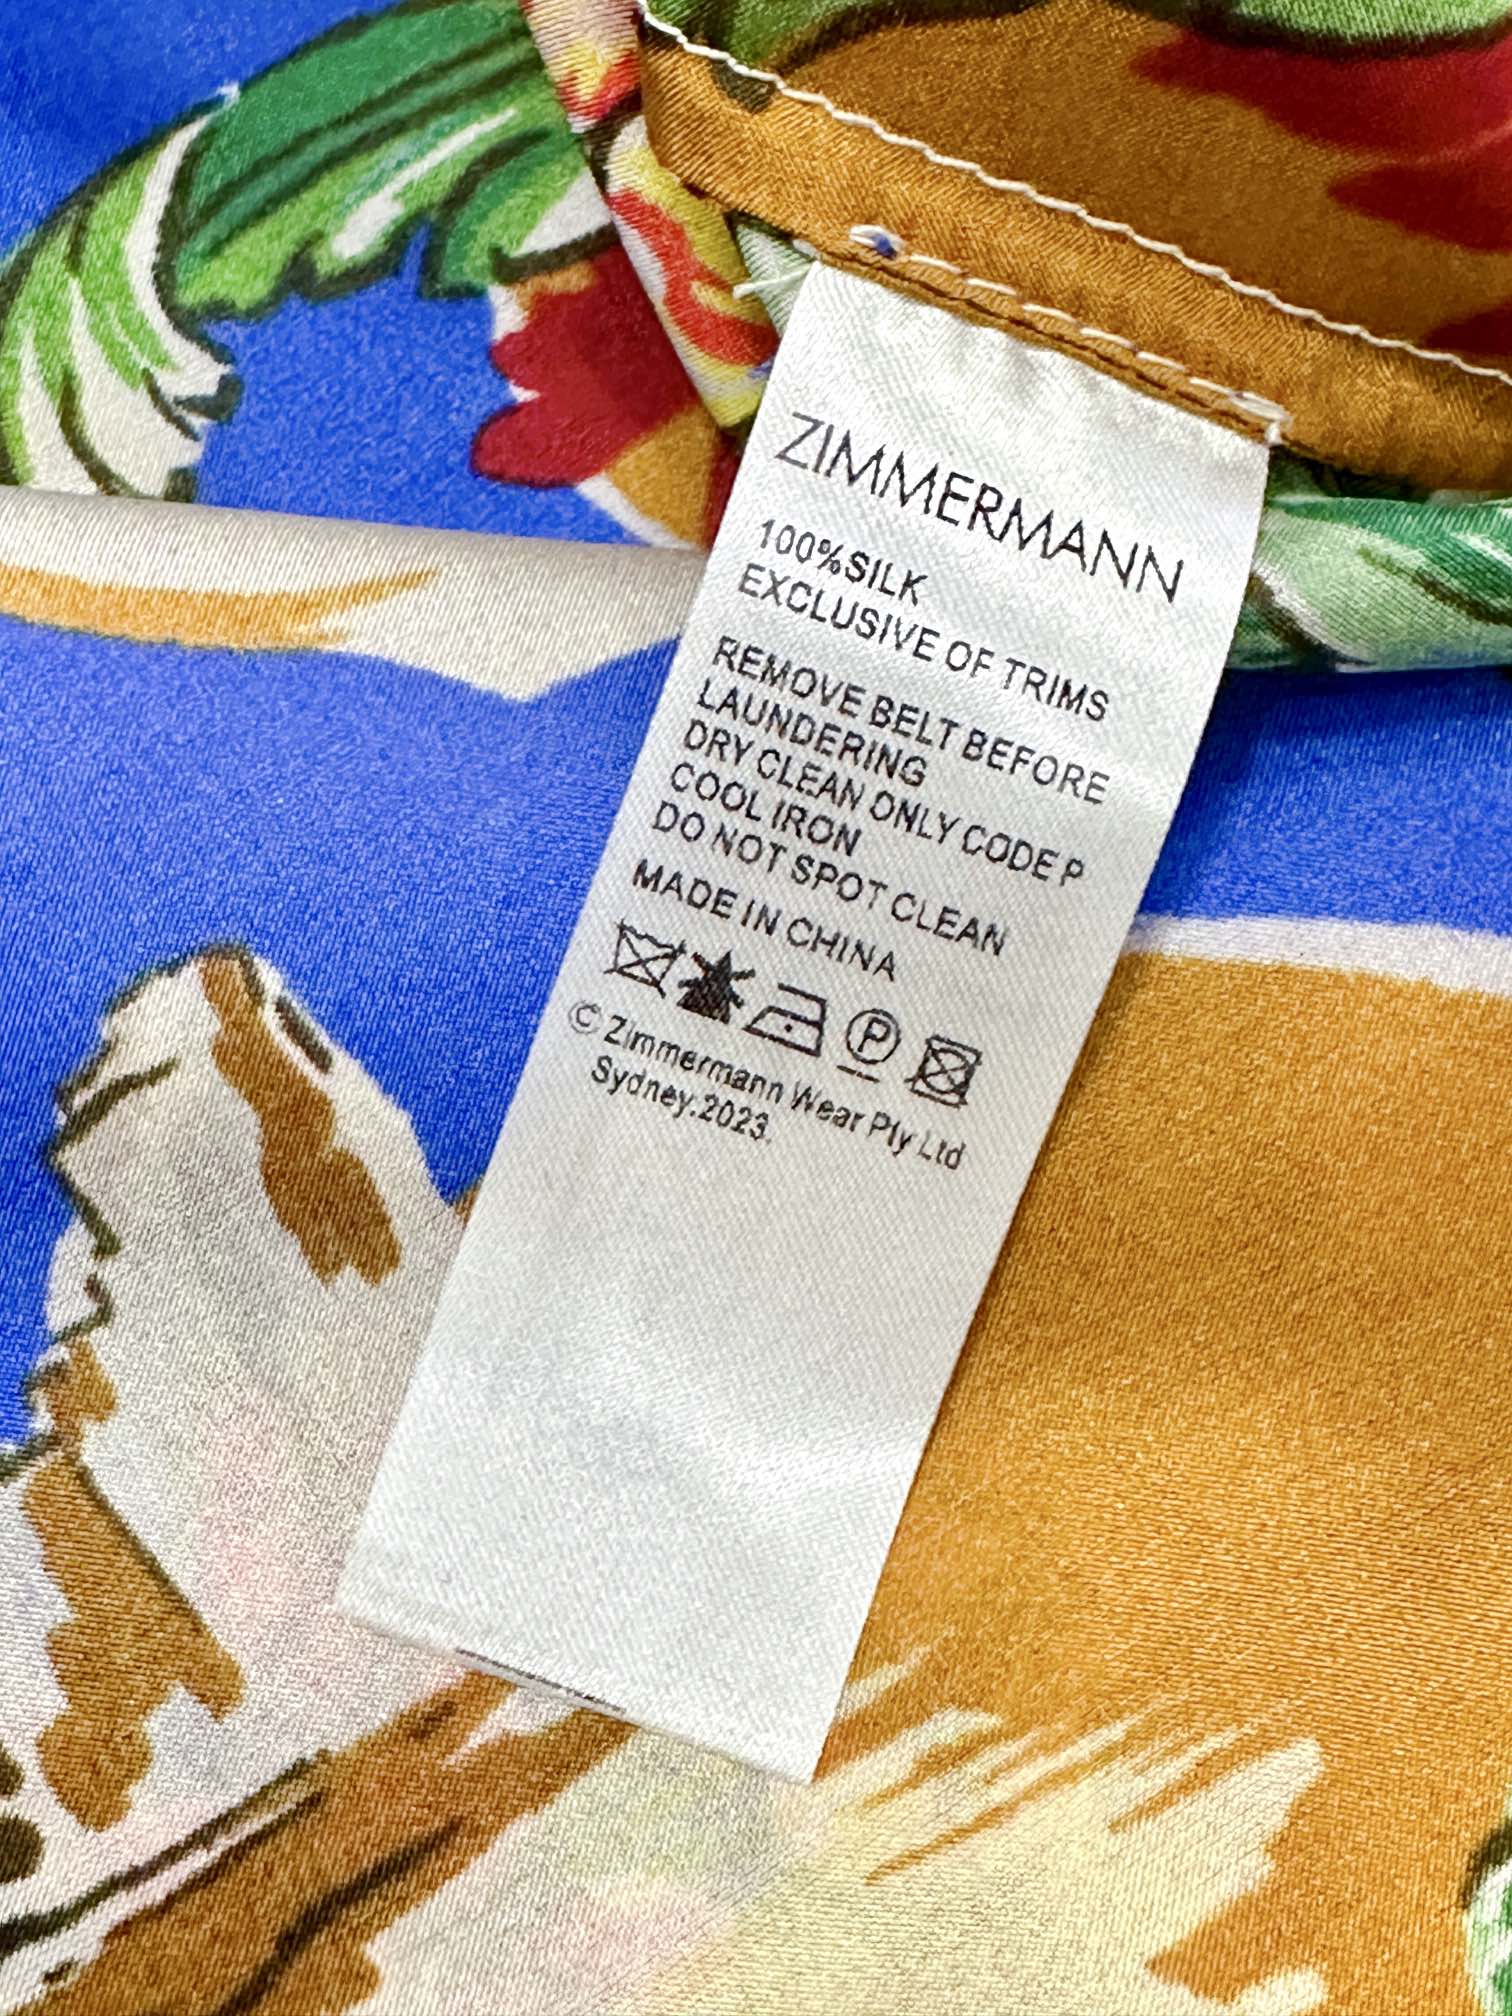 ZIMMERMANN
100%SILK
EXCLUSIVE OF TRIMS
REMOVE BELT BEFORE
LAUNDERING
DRY CLEAN ONLY CODE P
COOL IRON
DO NOT SPOT CLEAN
MADE IN CHINA
P
© Zimmermann Wear Pty Ltd
Sydney.2023.